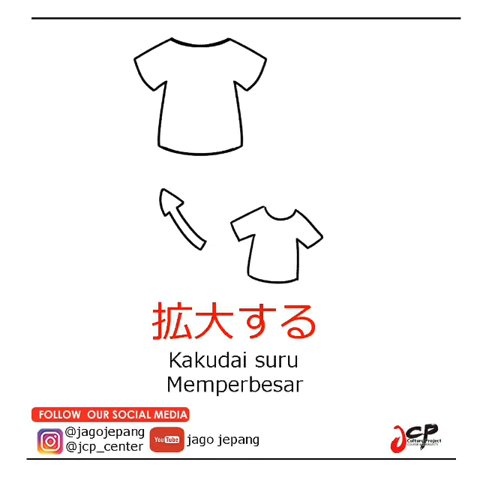 拡大する
Kakudai suru
Memperbesar
FOLLOW OUR SOCIAL MEDIA
@jagojepang
@jcp_center
YouTube
jago jepang
JCP
Culture Project